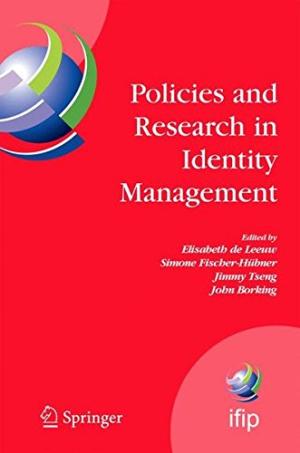 Policies and
Research in
Identity
Management
Edited by
Elisabeth de Leeuw
Simone Fischer-Hübner
Jimmy Tseng
John Borking
Springer
ifip